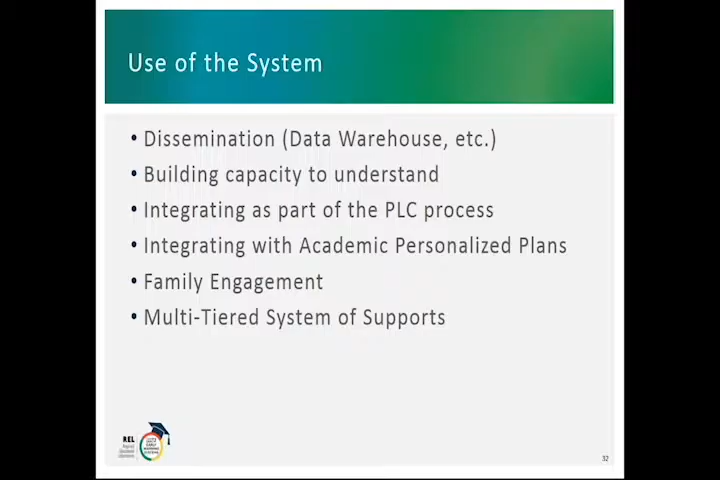 Use of the System
• Dissemination (Data Warehouse, etc.)
• Building capacity to understand
• Integrating as part of the PLC process
• Integrating with Academic Personalized Plans
• Family Engagement
• Multi-Tiered System of Supports
REL
32